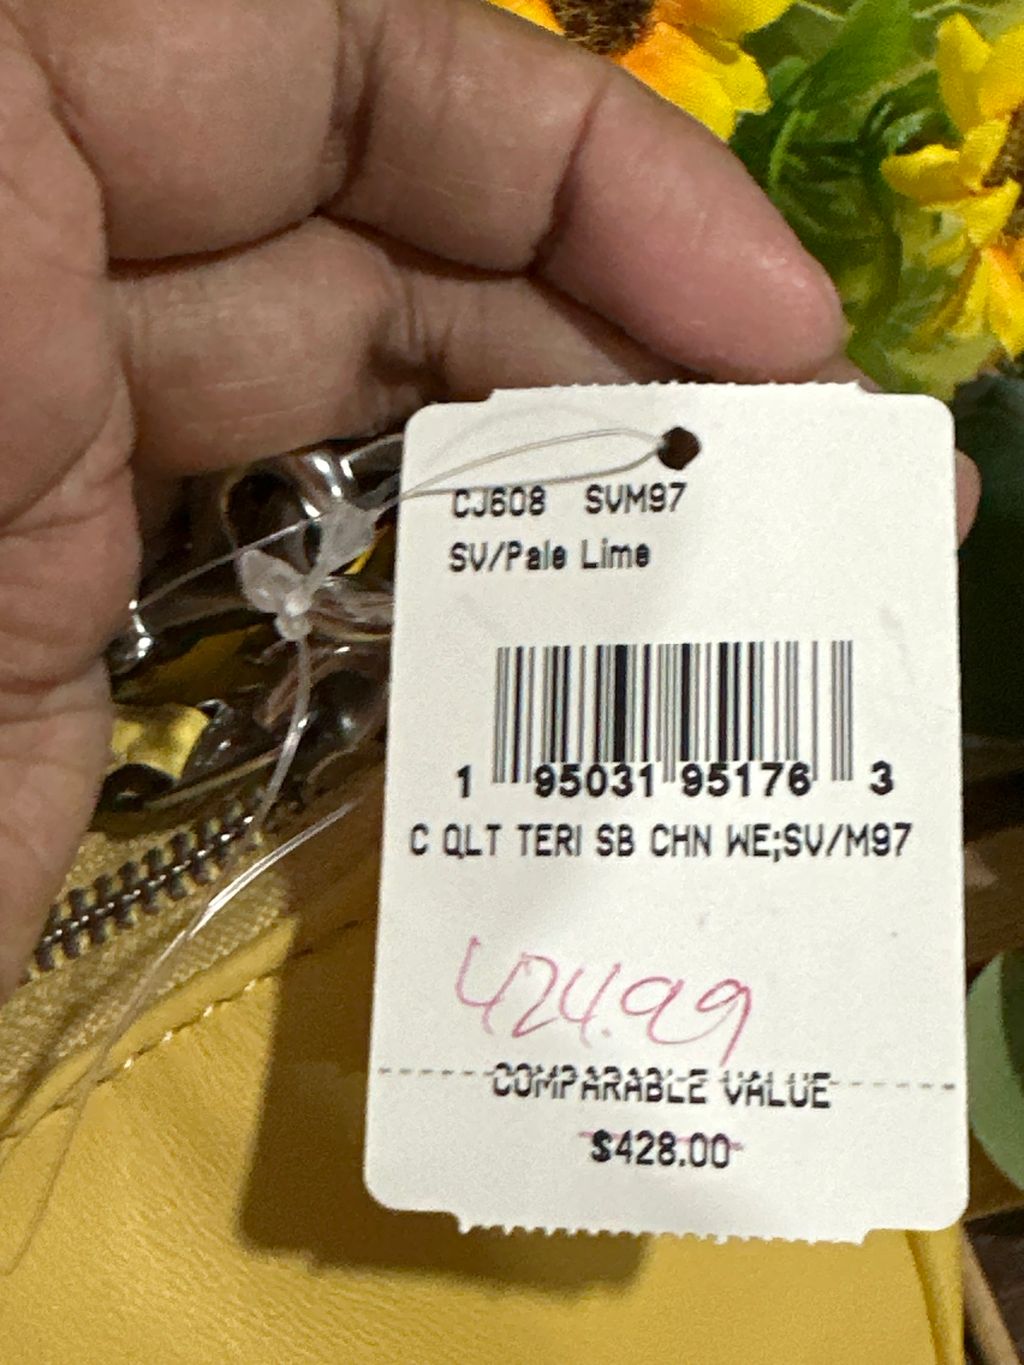 CJ608 SVM97
SV/Pale Lime
1 95031 95176 3
C QLT TERI SB CHN WE;SV/M97
424.99
COMPARABLE VALUE
$428.00